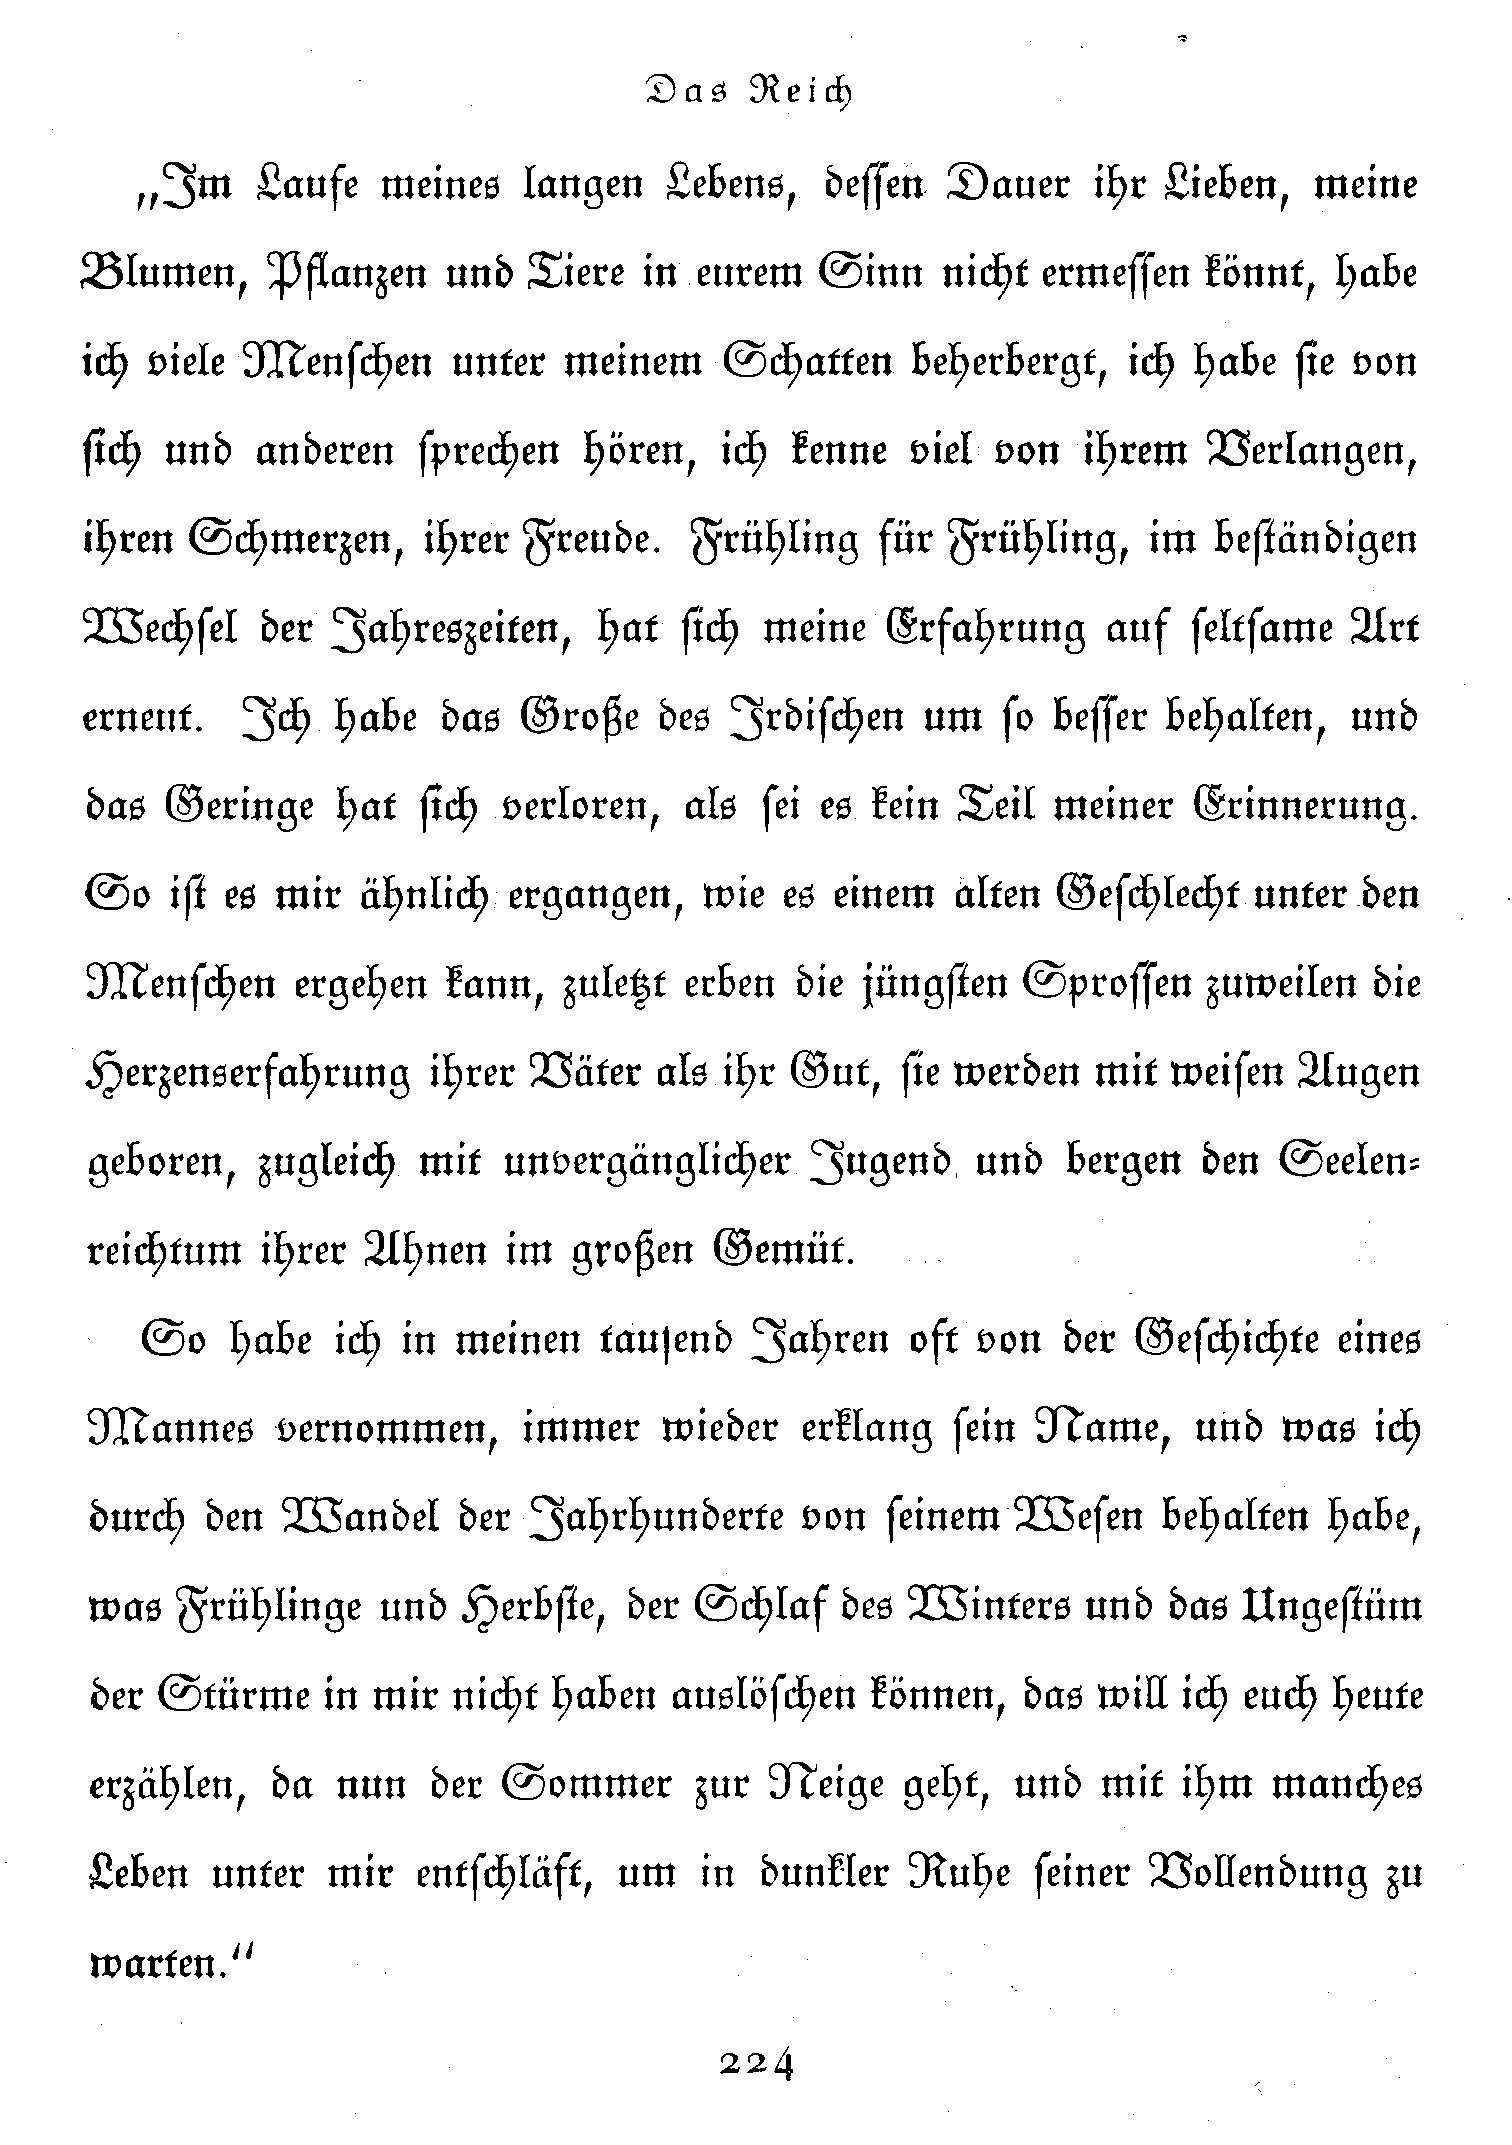 Das Reich
„Im Laufe meines langen Lebens, deſſen Dauer ihr Lieben, meine
Blumen, Pflanzen und Tiere in eurem Sinn nicht ermeſſen könnt, habe
ich viele Menſchen unter meinem Schatten beherbergt, ich habe ſie von
ſich und anderen ſprechen hören, ich kenne viel von ihrem Verlangen,
ihren Schmerzen, ihrer Freude. Frühling für Frühling, im beſtändigen
Wechſel der Jahreszeiten, hat ſich meine Erfahrung auf ſeltſame Art
erneut. Ich habe das Große des Irdiſchen um ſo beſſer behalten, und
das Geringe hat ſich verloren, als ſei es kein Teil meiner Erinnerung.
So iſt es mir ähnlich ergangen, wie es einem alten Geſchlecht unter den
Menſchen ergehen kann, zuletzt erben die jüngſten Sproſſen zuweilen die
Herzenserfahrung ihrer Väter als ihr Gut, ſie werden mit weiſen Augen
geboren, zugleich mit unvergänglicher Jugend und bergen den Seelen-
reichtum ihrer Ahnen im großen Gemüt.
So habe ich in meinen tauſend Jahren oft von der Geſchichte eines
Mannes vernommen, immer wieder erklang ſein Name, und was ich
durch den Wandel der Jahrhunderte von ſeinem Weſen behalten habe,
was Frühlinge und Herbſte, der Schlaf des Winters und das Ungeſtüm
der Stürme in mir nicht haben auslöſchen können, das will ich euch heute
erzählen, da nun der Sommer zur Neige geht, und mit ihm manches
Leben unter mir entſchläft, um in dunkler Ruhe ſeiner Vollendung zu
warten.“
224